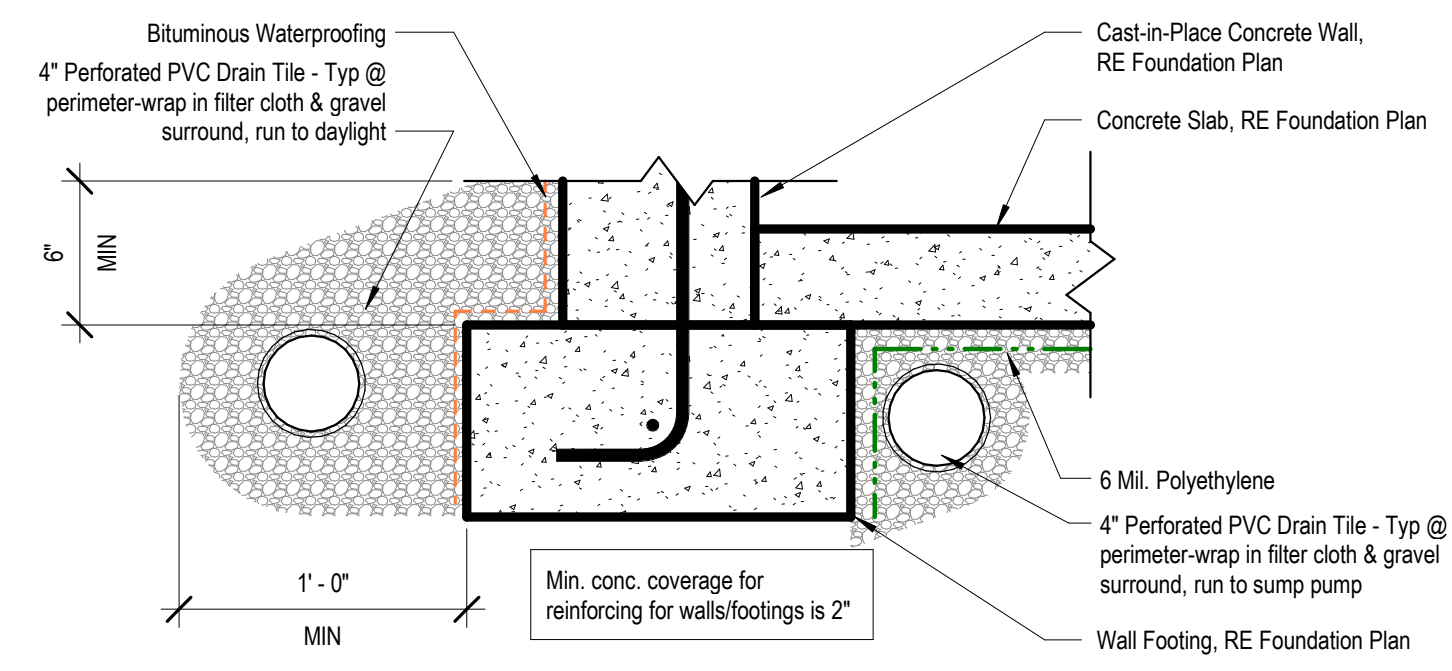 Bituminous Waterproofing
4" Perforated PVC Drain Tile - Typ @
perimeter-wrap in filter cloth & gravel
surround, run to daylight
Cast-in-Place Concrete Wall,
RE Foundation Plan
Concrete Slab, RE Foundation Plan
6"
MIN
6 Mil. Polyethylene
4" Perforated PVC Drain Tile - Typ @
perimeter-wrap in filter cloth & gravel
surround, run to sump pump
Wall Footing, RE Foundation Plan
1' - 0"
MIN
Min. conc. coverage for
reinforcing for walls/footings is 2"